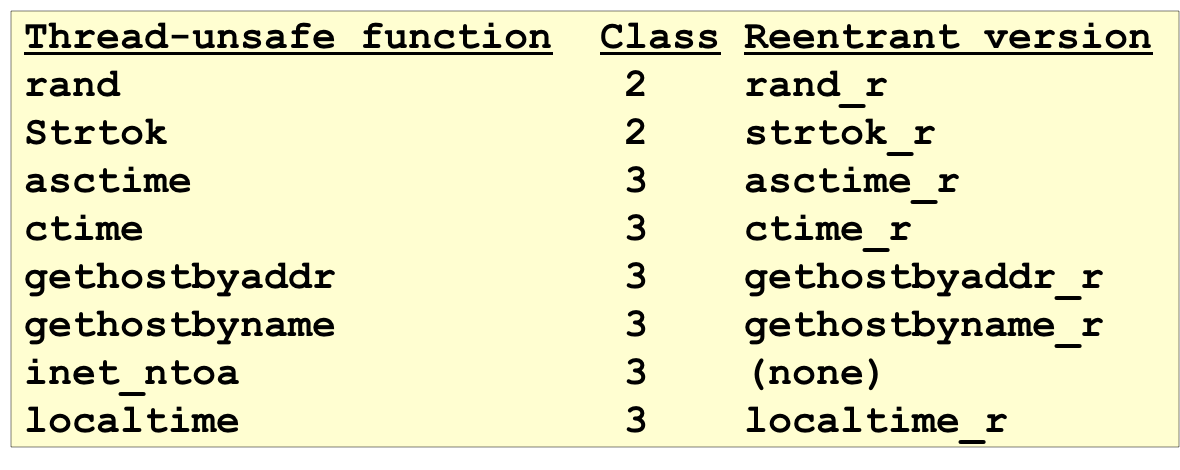 Thread-unsafe function Class Reentrant version
rand 2 rand_r
Strtok 2 strtok_r
asctime 3 asctime_r
ctime 3 ctime_r
gethostbyaddr 3 gethostbyaddr_r
gethostbyname 3 gethostbyname_r
inet_ntoa 3 (none)
localtime 3 localtime_r